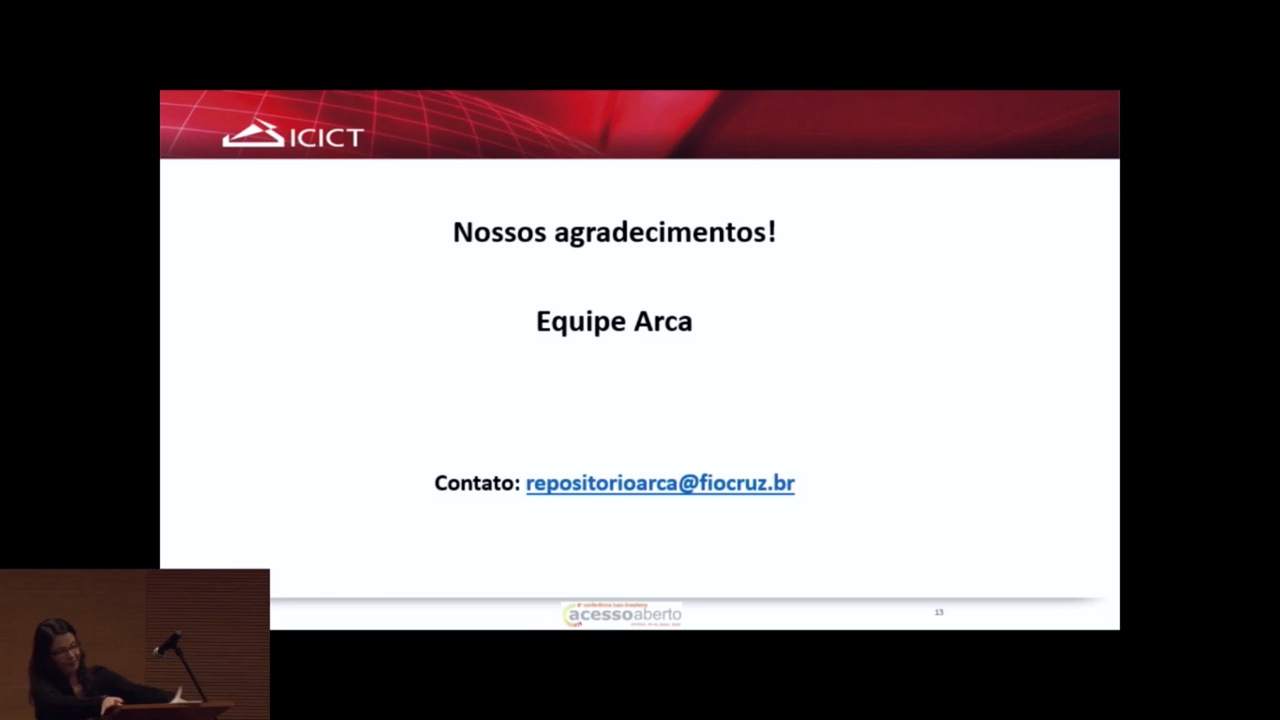 ICICT
Nossos agradecimentos!
Equipe Arca
Contato: repositorioarca@fiocruz.br
acessoaberto
13